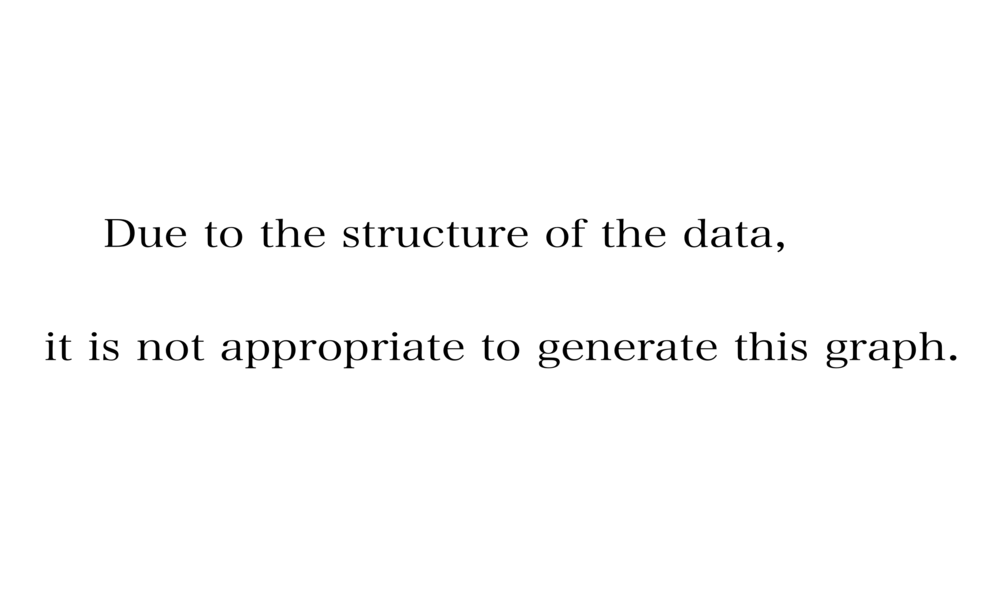 Due to the structure of the data,
it is not appropriate to generate this graph.